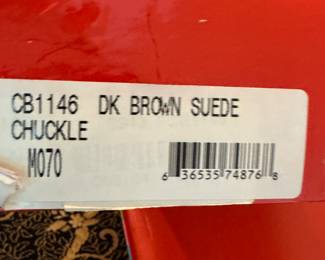 CB1146 DK BROWN SUEDE
CHUCKLE
M070
6 36535 74876 8